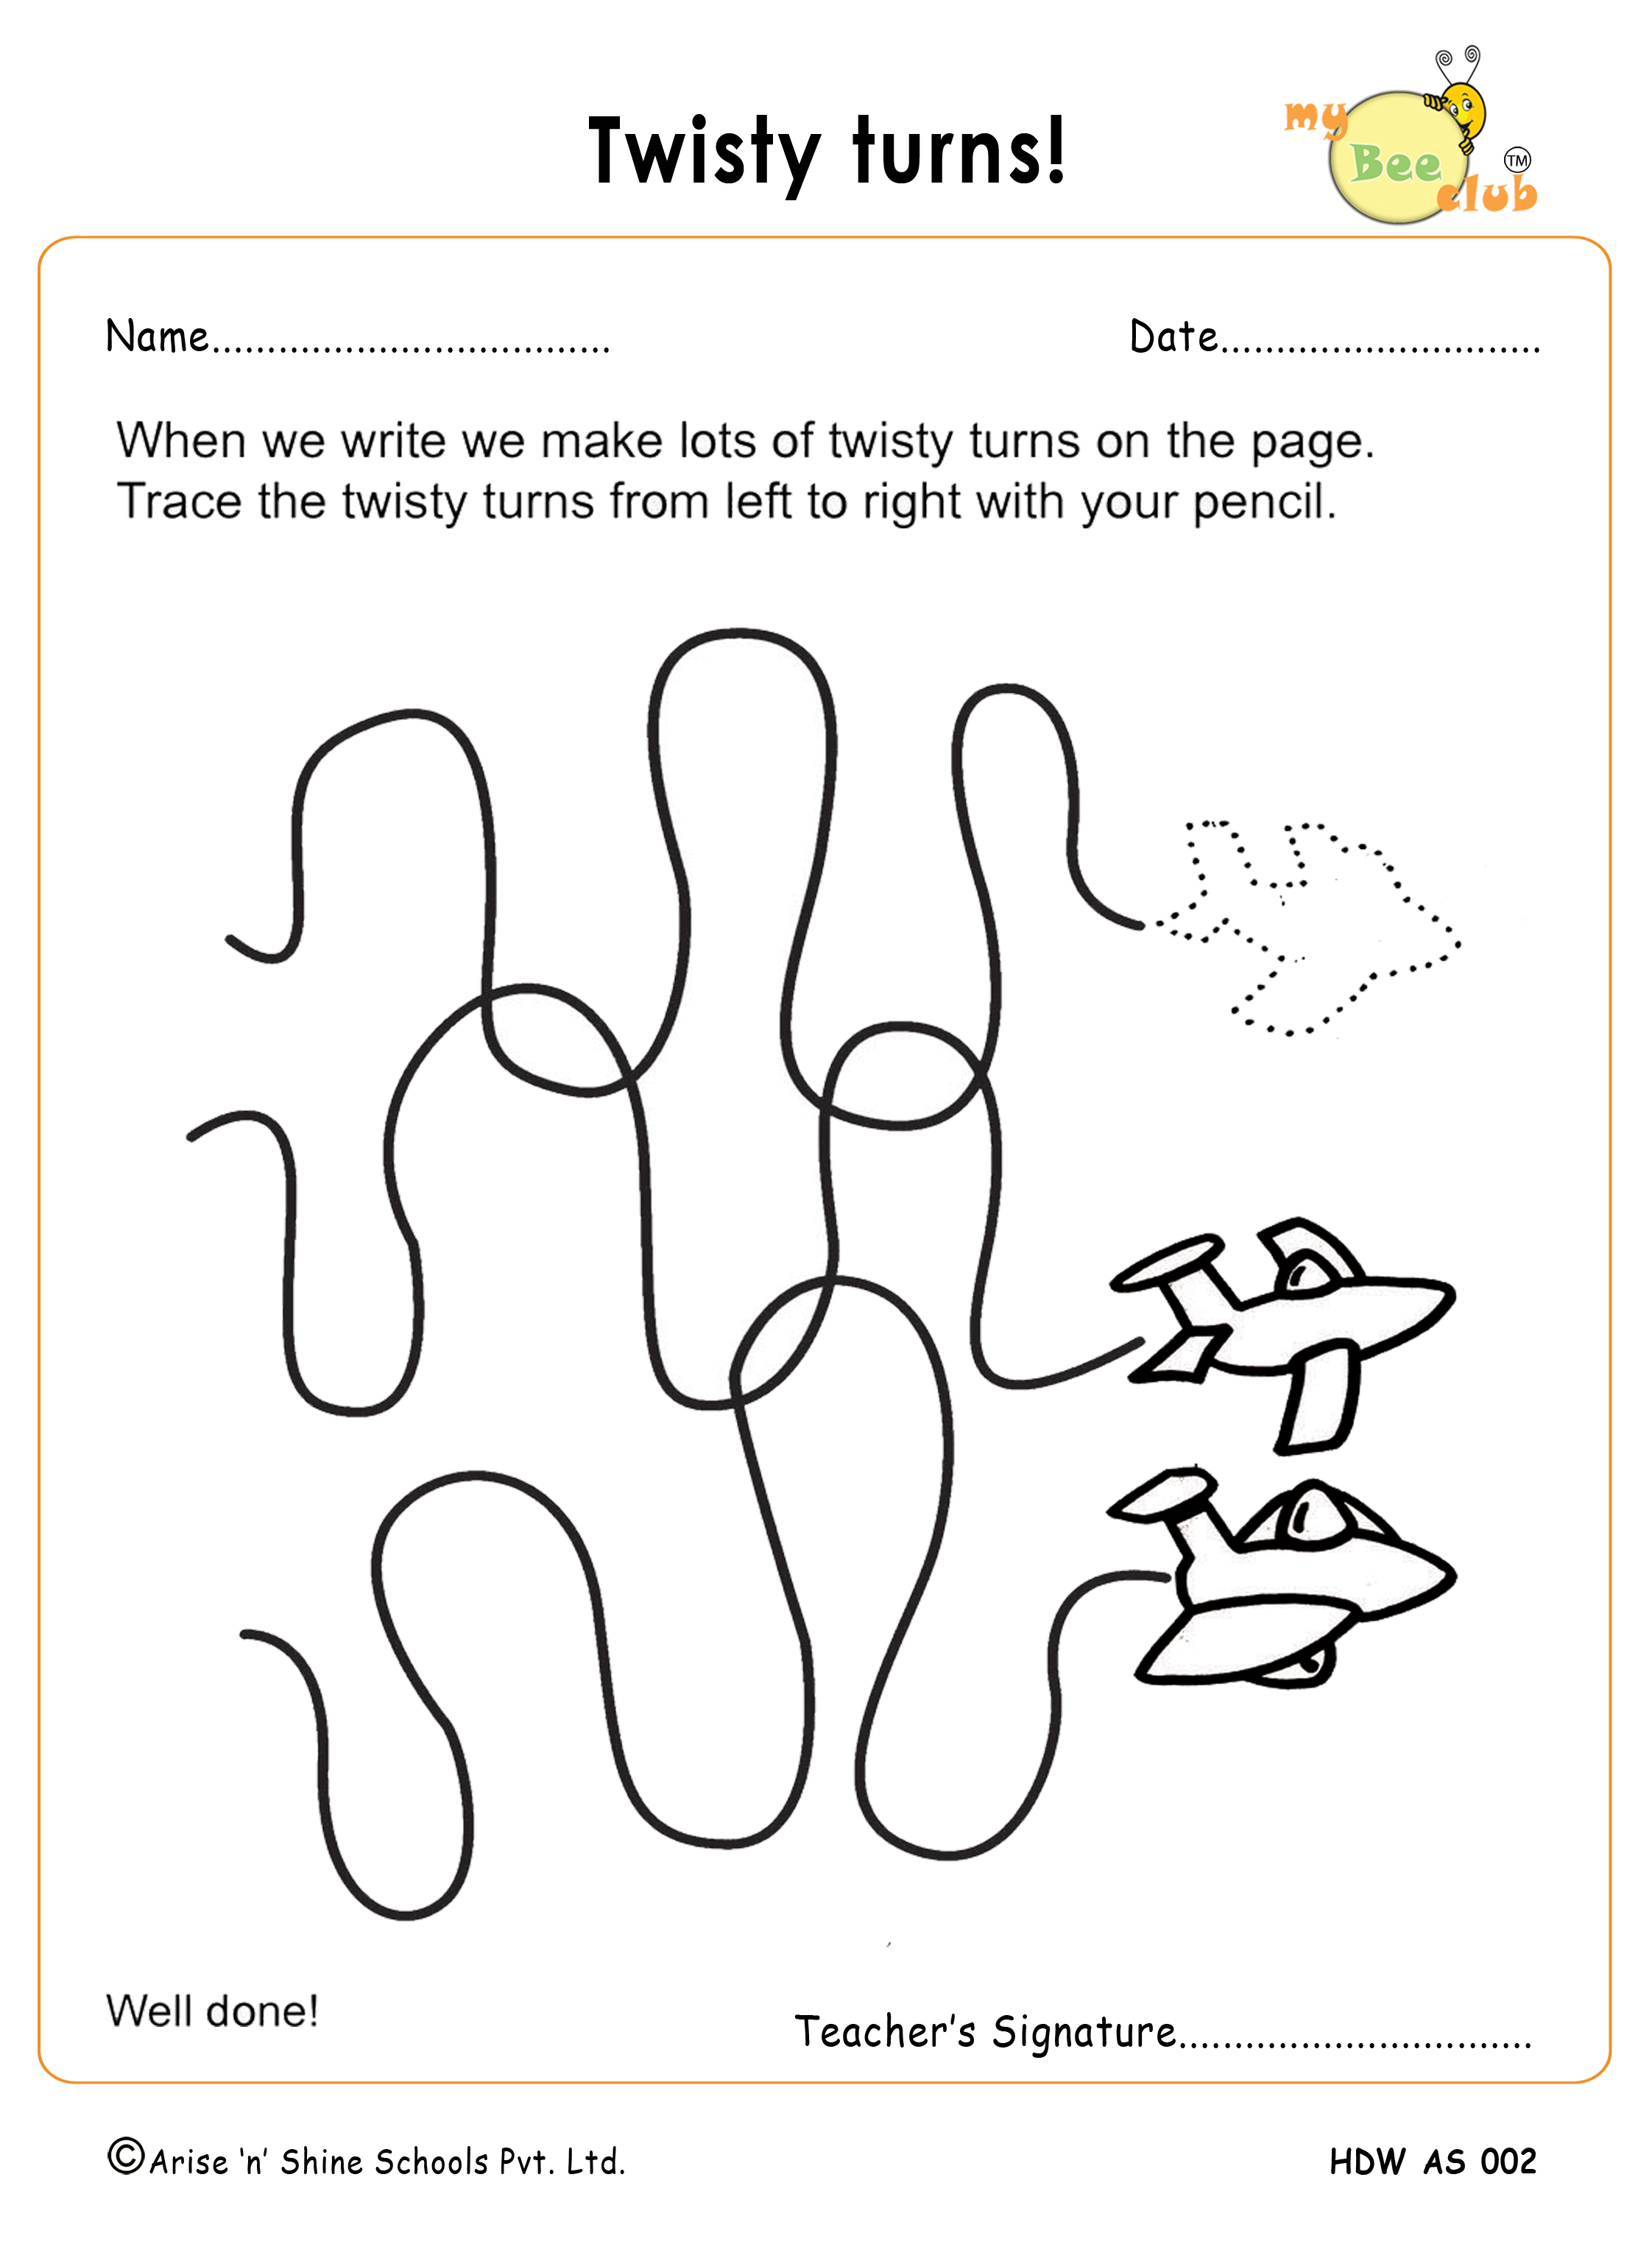 Twisty turns!
my
Bee
club
TM
Name....................................
Date.............................
When we write we make lots of twisty turns on the page.
Trace the twisty turns from left to right with your pencil.
Well done!
Teacher's Signature................................
©Arise 'n' Shine Schools Pvt. Ltd.
HDW AS 002